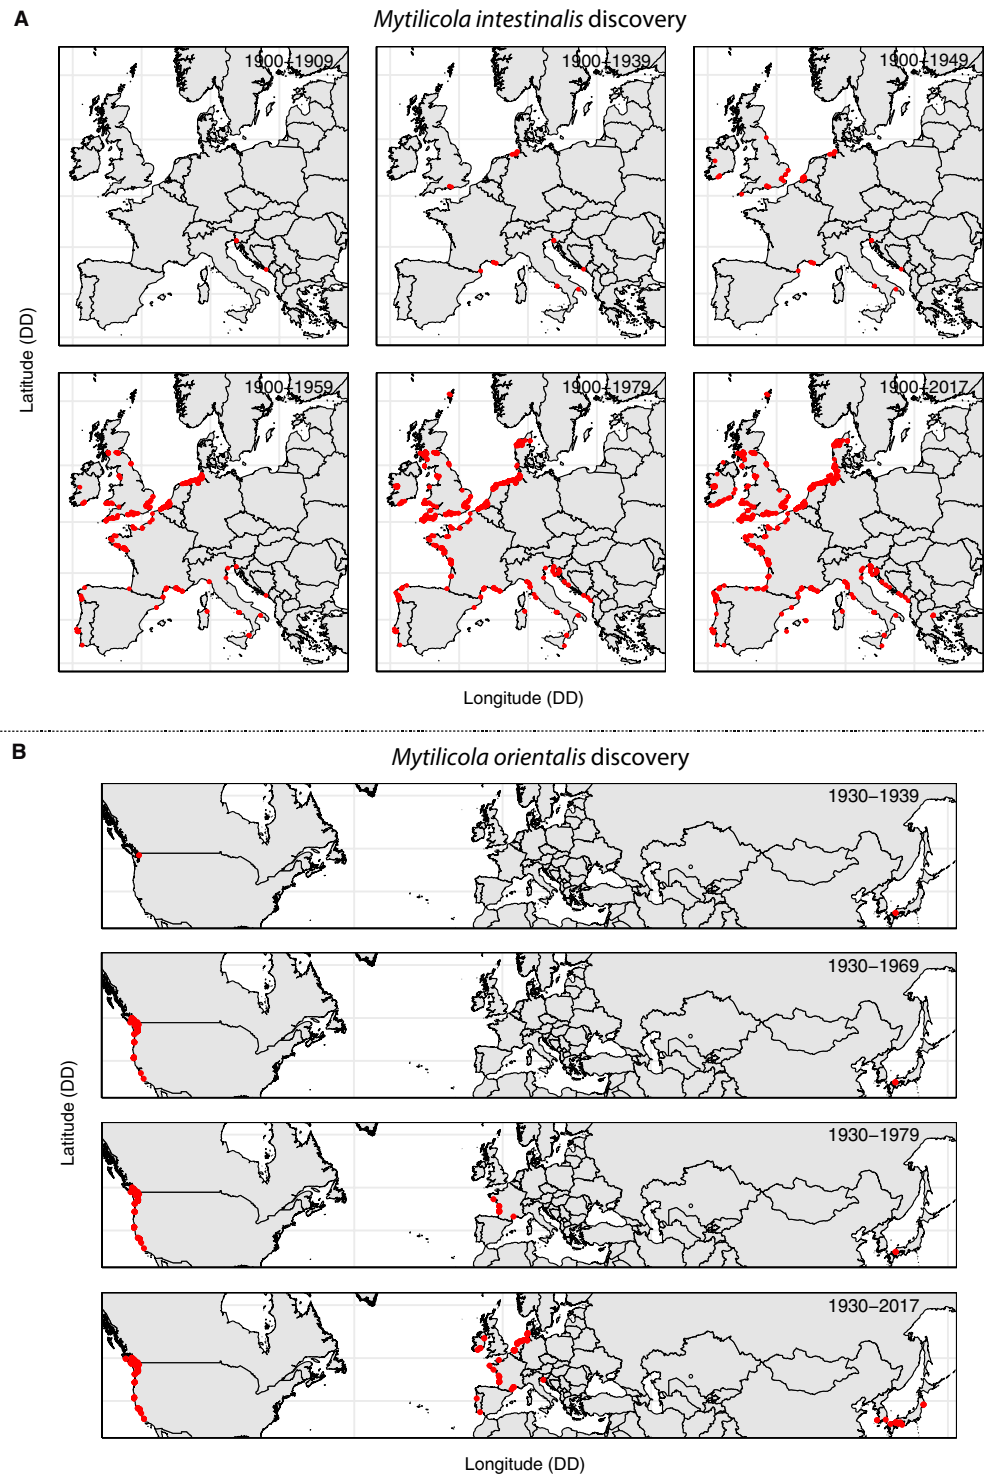 A
Mytilicola intestinalis discovery
1900–1909
1900–1939
1900–1949
Latitude (DD)
1900–1959
1900–1979
1900–2017
Longitude (DD)
B
Mytilicola orientalis discovery
1930–1939
1930–1969
Latitude (DD)
1930–1979
1930–2017
Longitude (DD)